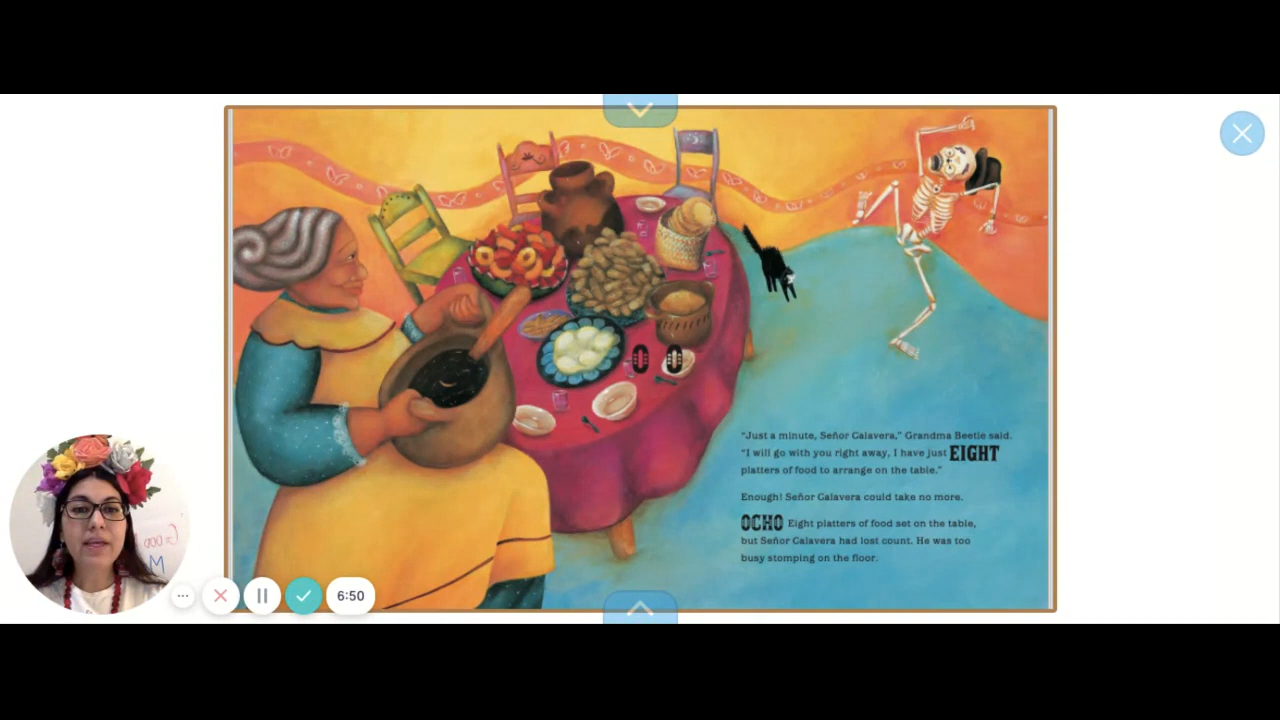 "Just a minute, Señor Calavera," Grandma Beetle said.
"I will go with you right away, I have just EIGHT
platters of food to arrange on the table."
Enough! Señor Calavera could take no more.
OCHO Eight platters of food set on the table,
but Señor Calavera had lost count. He was too
busy stomping on the floor.
6:50